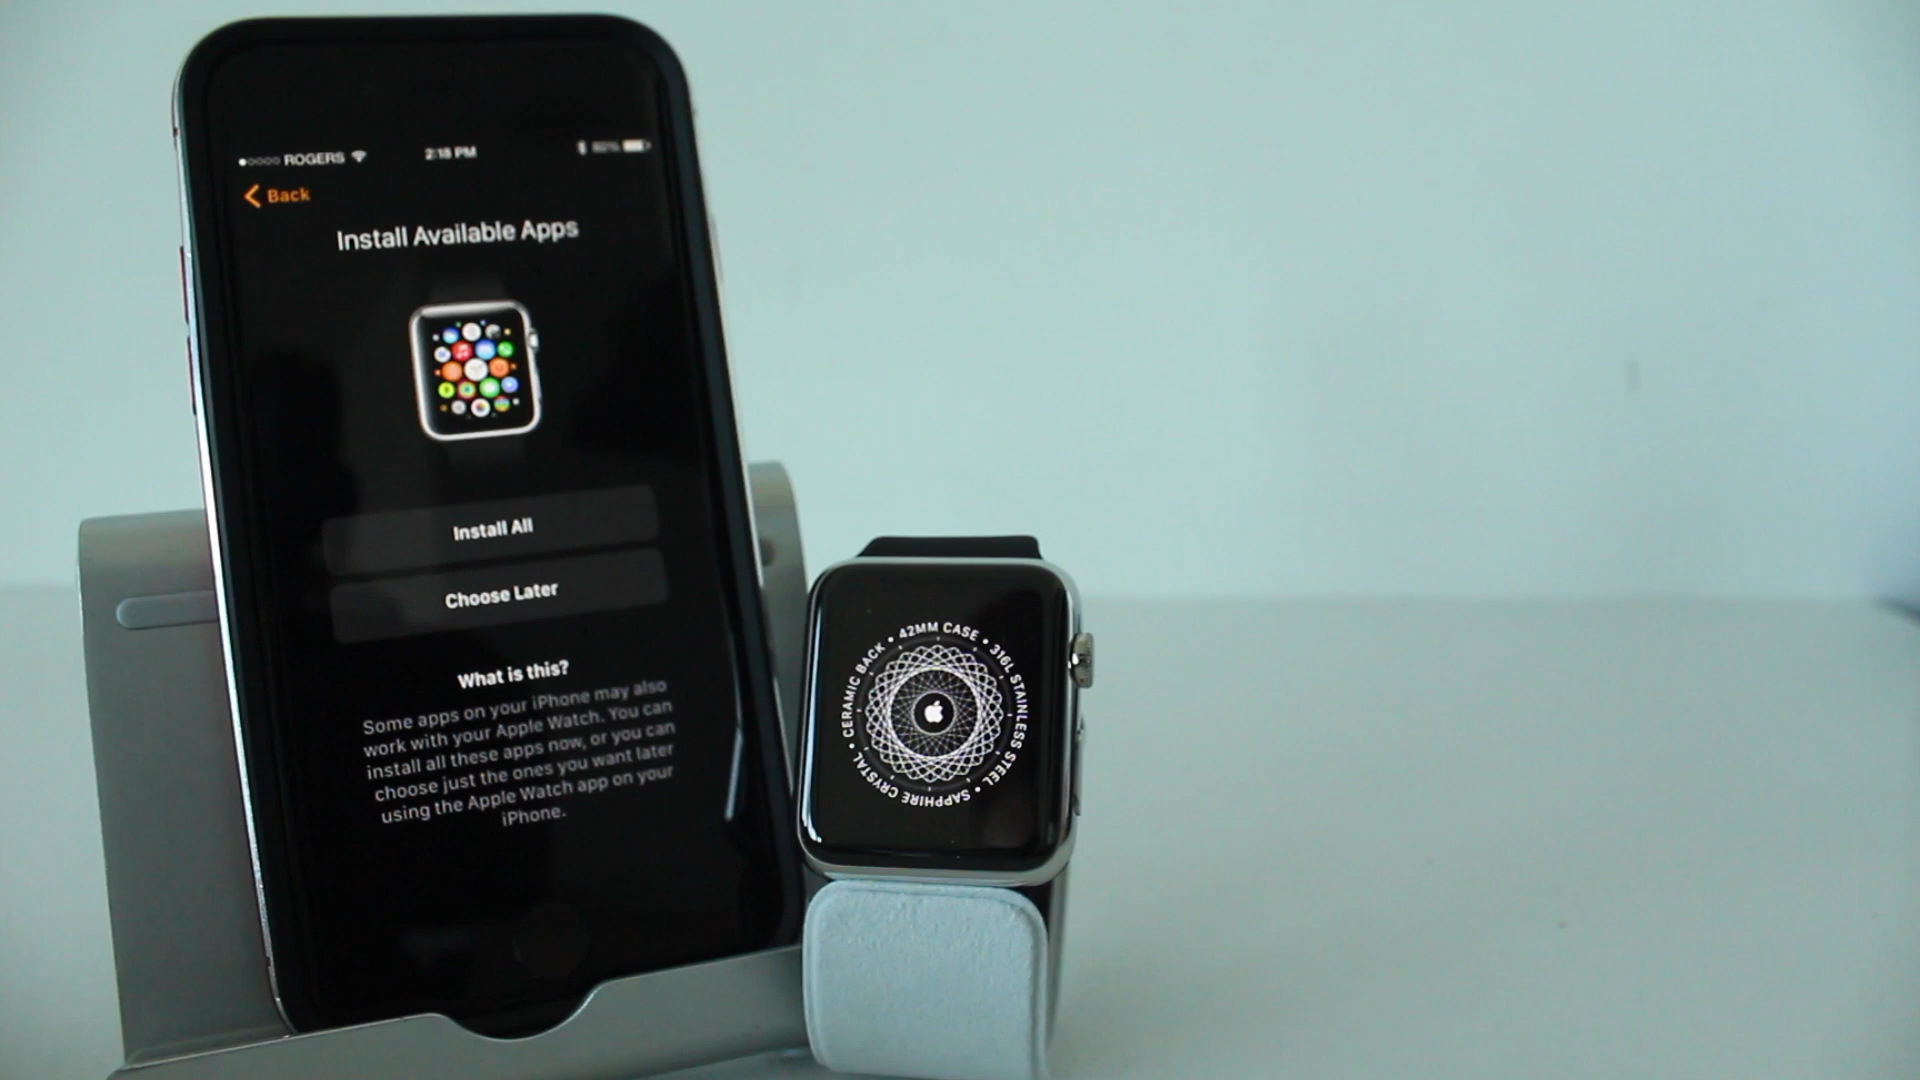 ROGERS 2:18 PM
Back
Install Available Apps
Install All
Choose Later
What is this?
Some apps on your iPhone may also
work with your Apple Watch. You can
install all these apps now, or you can
choose just the ones you want later
using the Apple Watch app on your
iPhone.
42MM CASE • 316L STAINLESS STEEL • SAPPHIRE CRYSTAL • CERAMIC BACK •